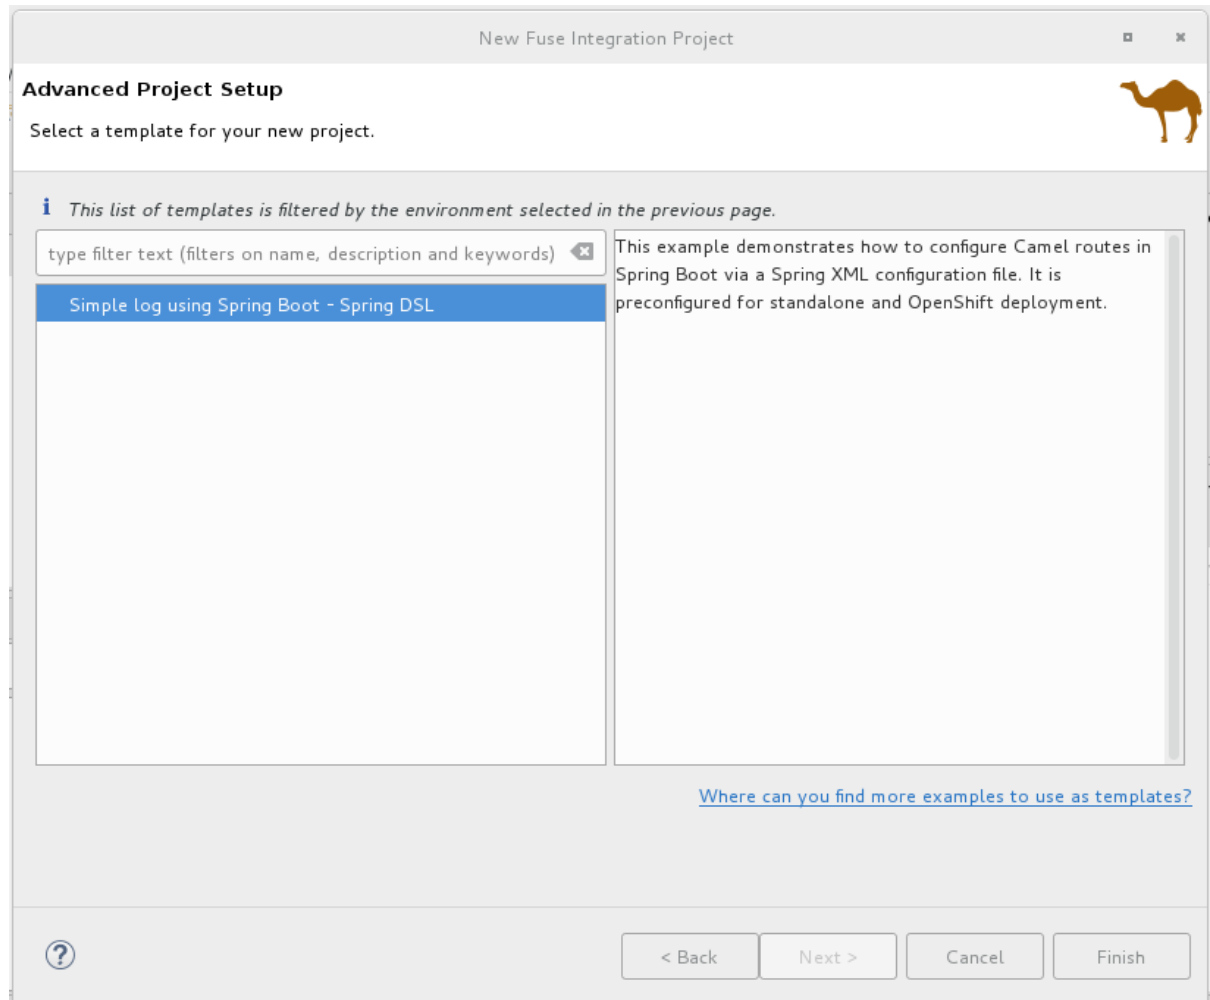 New Fuse Integration Project
Advanced Project Setup
Select a template for your new project.
This list of templates is filtered by the environment selected in the previous page.
type filter text (filters on name, description and keywords)
Simple log using Spring Boot - Spring DSL
This example demonstrates how to configure Camel routes in
Spring Boot via a Spring XML configuration file. It is
preconfigured for standalone and OpenShift deployment.
Where can you find more examples to use as templates?
< Back
Next >
Cancel
Finish